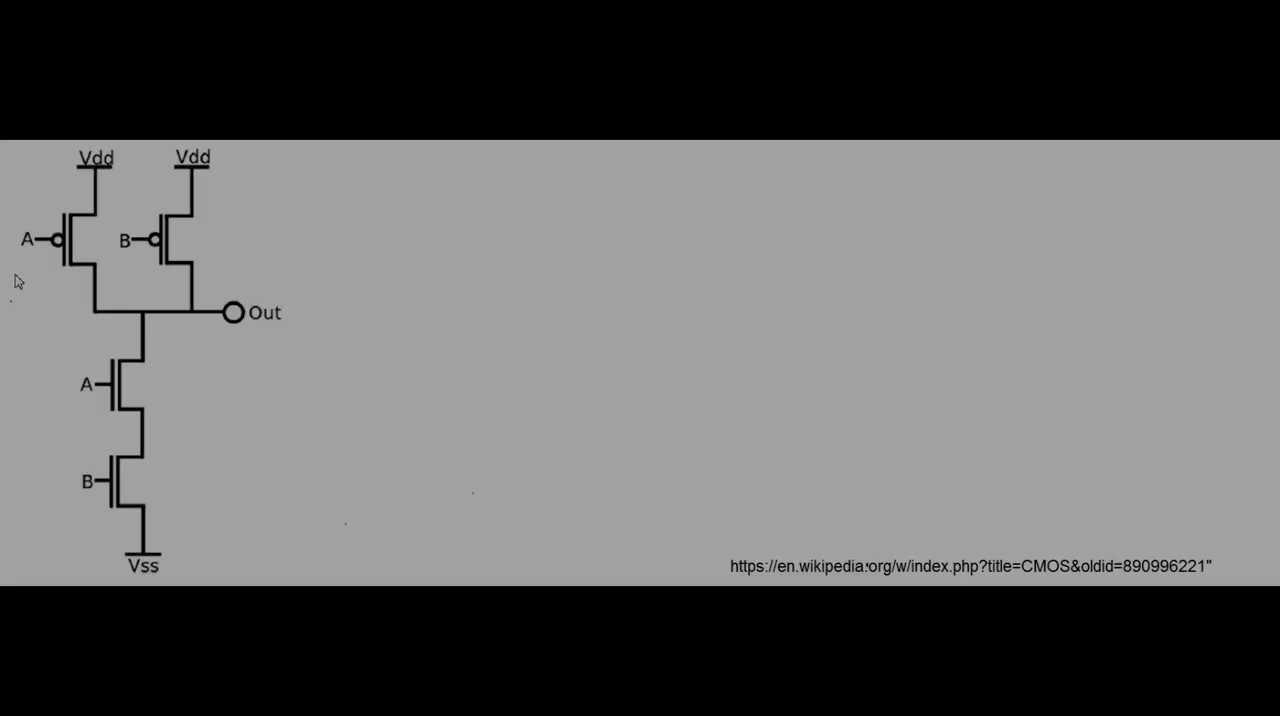 Vdd
Vdd
A
B
Out
A
B
Vss
https://en.wikipedia.org/w/index.php?title=CMOS&oldid=890996221"